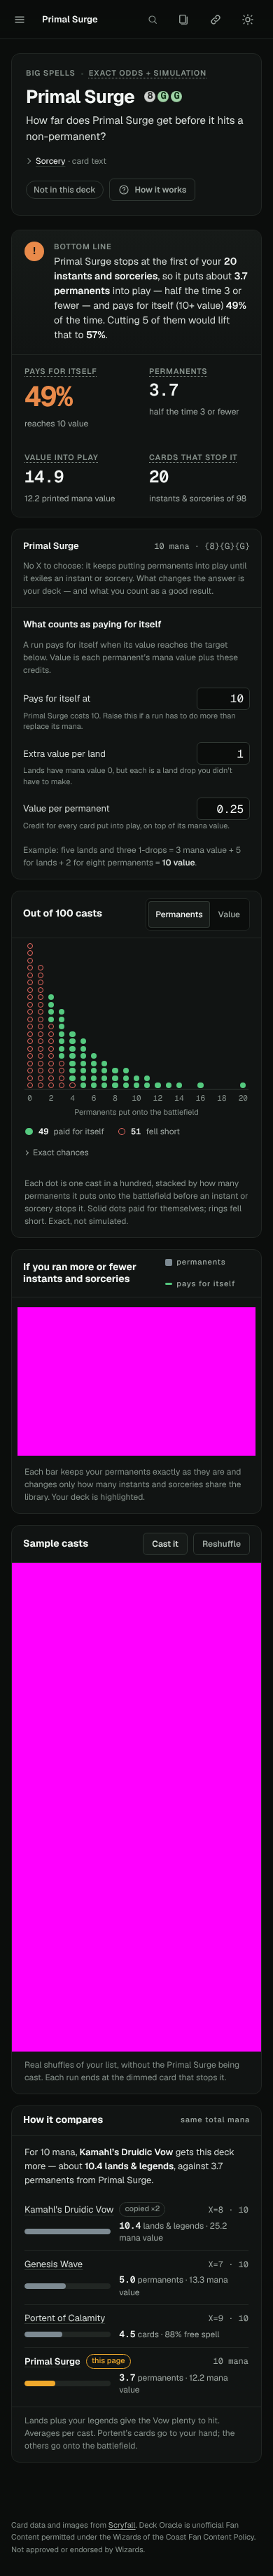 Primal Surge
BIG SPELLS · EXACT ODDS + SIMULATION
Primal Surge 8 G G
How far does Primal Surge get before it hits a
non-permanent?
Sorcery · card text
Not in this deck
How it works
!
BOTTOM LINE
Primal Surge stops at the first of your 20
instants and sorceries, so it puts about 3.7
permanents into play — half the time 3 or
fewer — and pays for itself (10+ value) 49%
of the time. Cutting 5 of them would lift
that to 57%.
PAYS FOR ITSELF
49%
reaches 10 value
PERMANENTS
3.7
half the time 3 or fewer
VALUE INTO PLAY
14.9
12.2 printed mana value
CARDS THAT STOP IT
20
instants & sorceries of 98
Primal Surge
10 mana · {8}{G}{G}
No X to choose: it keeps putting permanents into play until
it exiles an instant or sorcery. What changes the answer is
your deck — and what you count as a good result.
What counts as paying for itself
A run pays for itself when its value reaches the target
below. Value is each permanent's mana value plus these
credits.
Pays for itself at
10
Primal Surge costs 10. Raise this if a run has to do more than
replace its mana.
Extra value per land
1
Lands have mana value 0, but each is a land drop you didn't
have to make.
Value per permanent
0.25
Credit for every card put into play, on top of its mana value.
Example: five lands and three 1-drops = 3 mana value + 5
for lands + 2 for eight permanents = 10 value.
Out of 100 casts
Permanents
Value
0 2 4 6 8 10 12 14 16 18 20
Permanents put onto the battlefield
49 paid for itself
51 fell short
Exact chances
Each dot is one cast in a hundred, stacked by how many
permanents it puts onto the battlefield before an instant or
sorcery stops it. Solid dots paid for themselves; rings fell
short. Exact, not simulated.
If you ran more or fewer
instants and sorceries
permanents
pays for itself
Each bar keeps your permanents exactly as they are and
changes only how many instants and sorceries share the
library. Your deck is highlighted.
Sample casts
Cast it
Reshuffle
Real shuffles of your list, without the Primal Surge being
cast. Each run ends at the dimmed card that stops it.
How it compares
same total mana
For 10 mana, Kamahl's Druidic Vow gets this deck
more — about 10.4 lands & legends, against 3.7
permanents from Primal Surge.
Kamahl's Druidic Vow
copied ×2
X=8 · 10
10.4 lands & legends · 25.2
mana value
Genesis Wave
X=7 · 10
5.0 permanents · 13.3 mana
value
Portent of Calamity
X=9 · 10
4.5 cards · 88% free spell
Primal Surge
this page
10 mana
3.7 permanents · 12.2 mana
value
Lands plus your legends give the Vow plenty to hit.
Averages per cast. Portent's cards go to your hand; the
others go onto the battlefield.
Card data and images from Scryfall. Deck Oracle is unofficial Fan
Content permitted under the Wizards of the Coast Fan Content Policy.
Not approved or endorsed by Wizards.